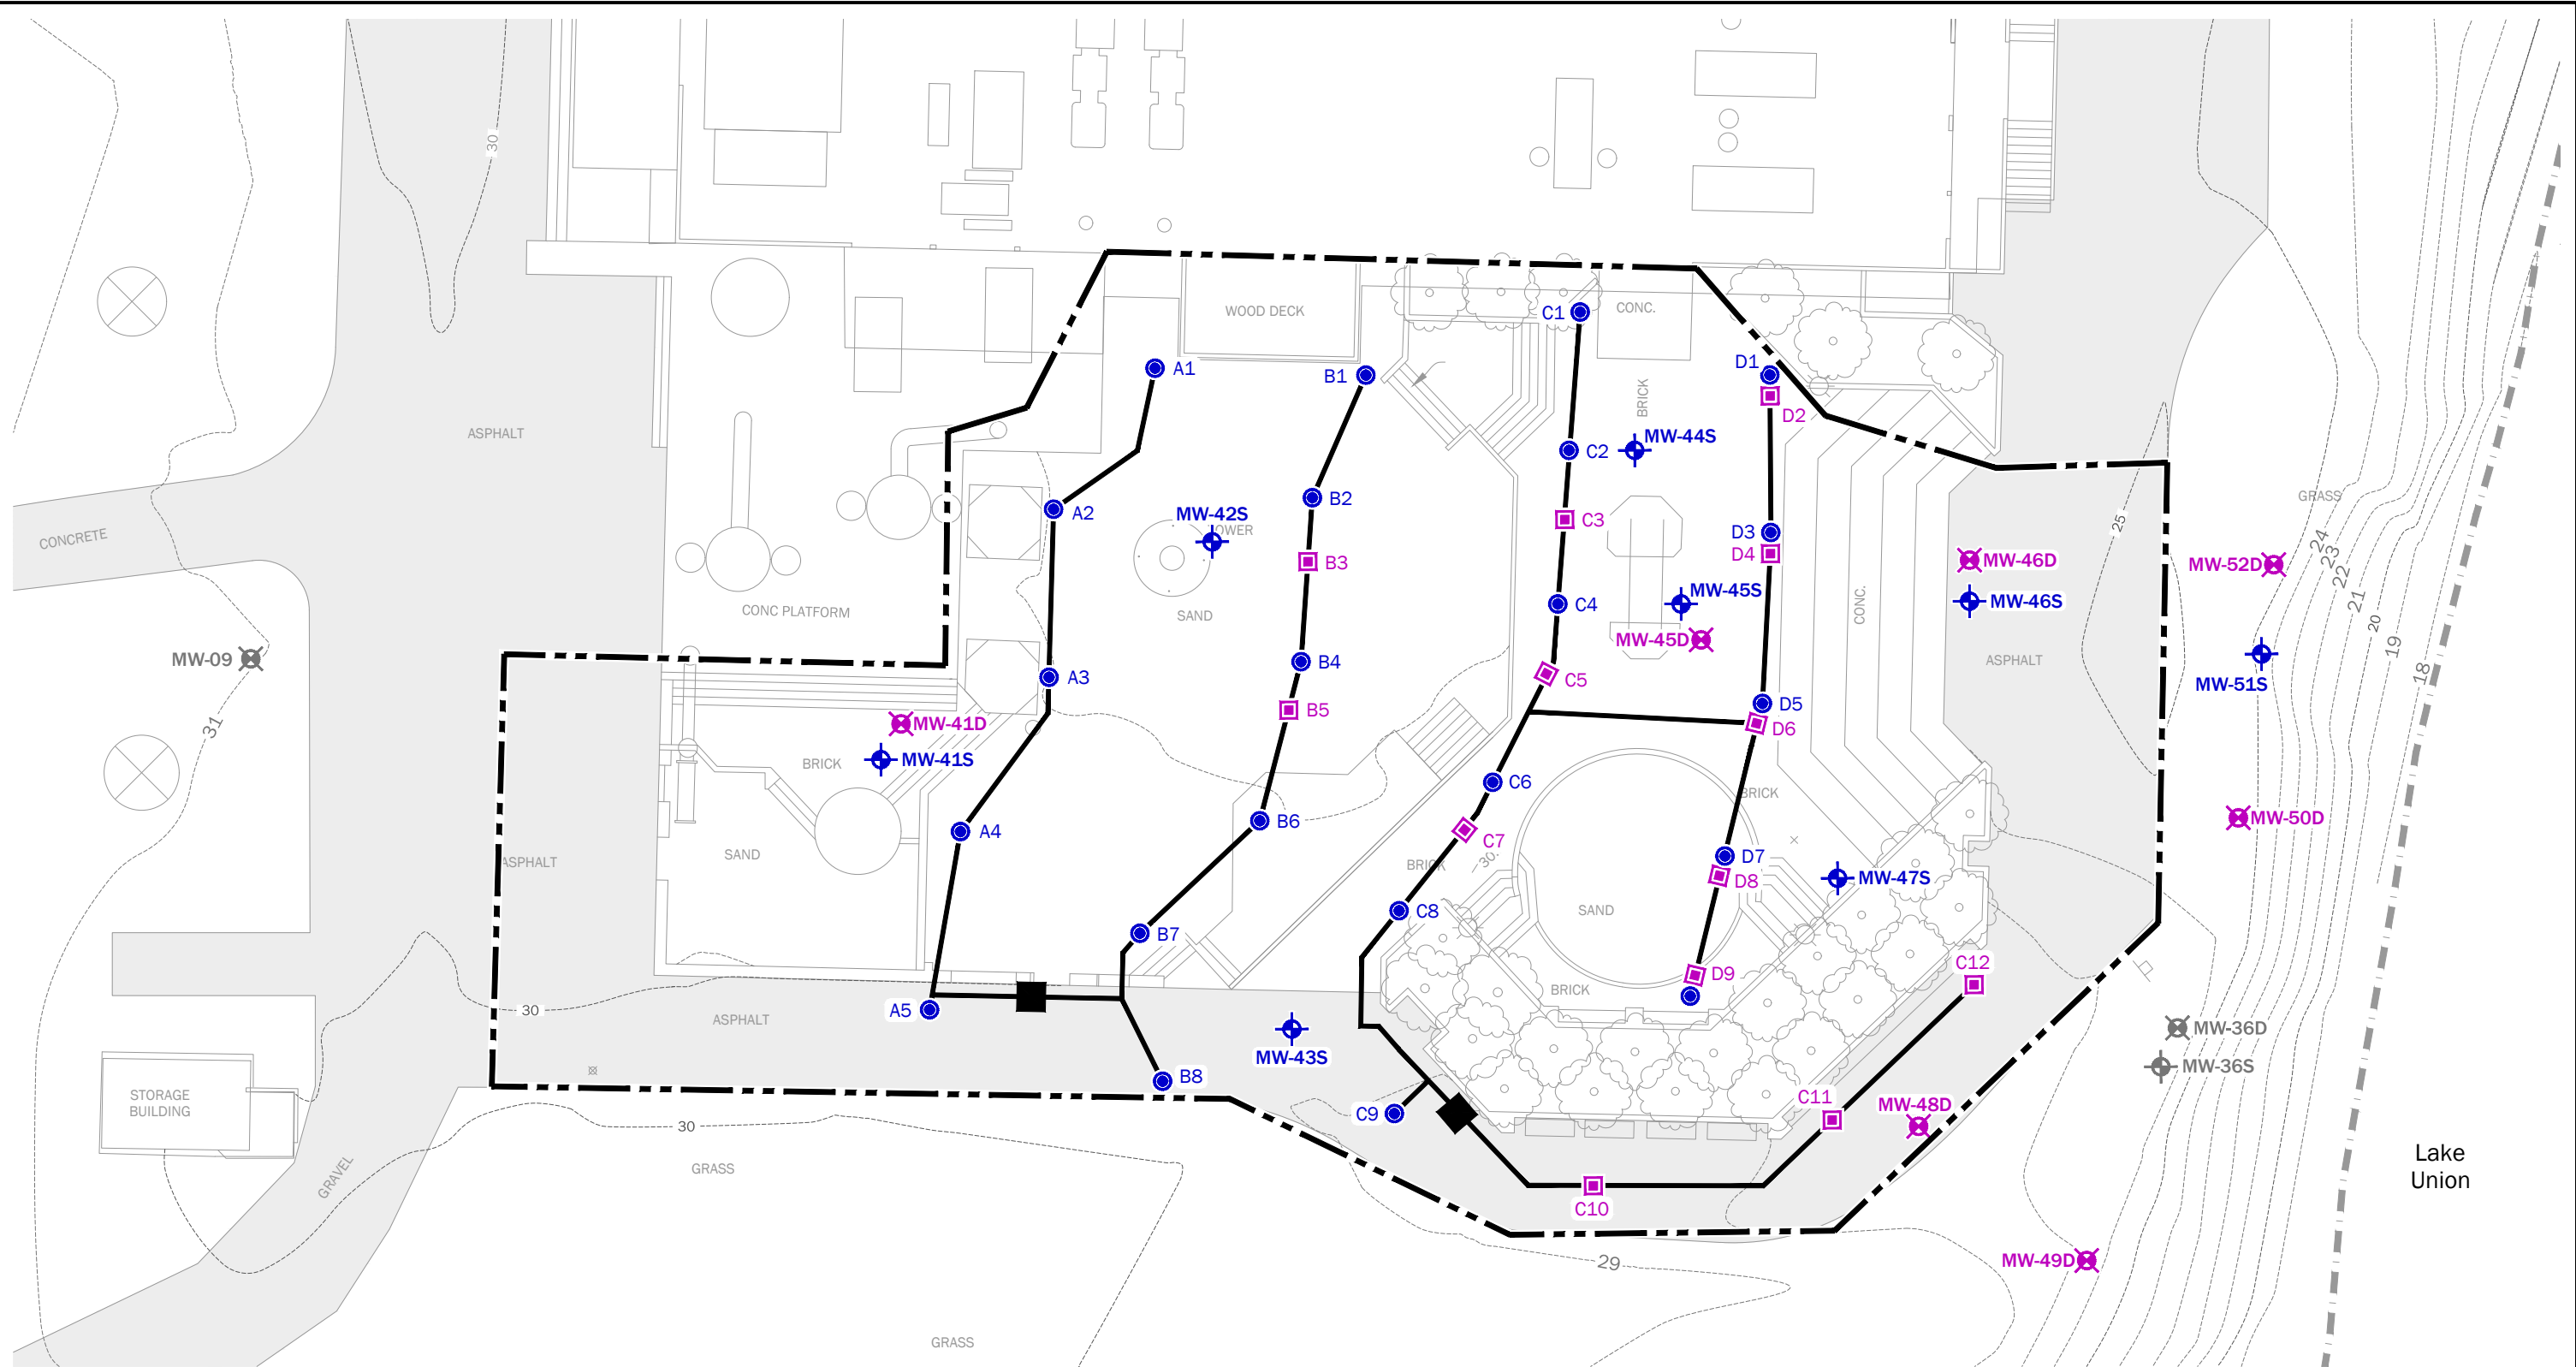 30
WOOD DECK
CONC.
C1
A1
B1
D1
BRICK
D2
ASPHALT
C2
MW-44S
A2
B2
GRASS
MW-42S
OWER
C3
D3
25
CONCRETE
24
B3
D4
MW-46D
MW-52D
23
22
CONC PLATFORM
SAND
C4
MW-45S
CONC.
MW-46S
21
20
MW-45D
19
MW-09
B4
ASPHALT
18
A3
C5
MW-51S
31
MW-41D
B5
D5
D6
BRICK
MW-41S
C6
BRICK
A4
B6
C7
MW-50D
SAND
ASPHALT
BRICK
30
D7
D8
MW-47S
SAND
C8
B7
C12
D9
BRICK
A5
30
ASPHALT
MW-43S
MW-36D
MW-36S
B8
STORAGE
BUILDING
C9
C11
MW-48D
30
GRASS
GRAVEL
Lake
Union
C10
29
MW-49D
GRASS